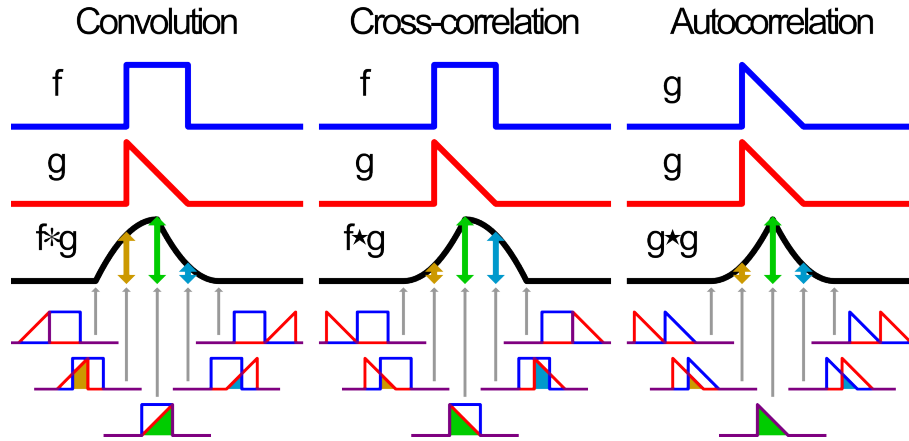 Convolution Cross-correlation Autocorrelation
f f g
g g g
f∗g f★g g★g